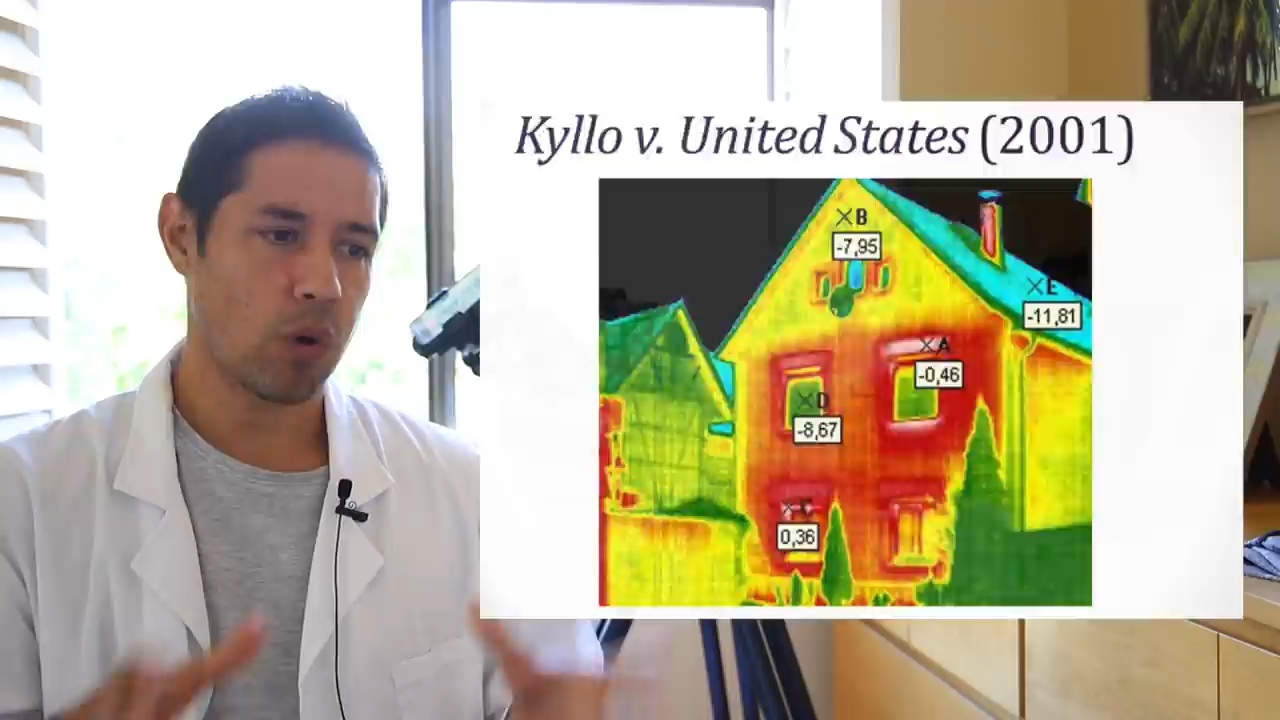 Kyllo v. United States (2001)
B
-7,95
E
-11,81
A
-0,46
D
-8,67
C
0,36